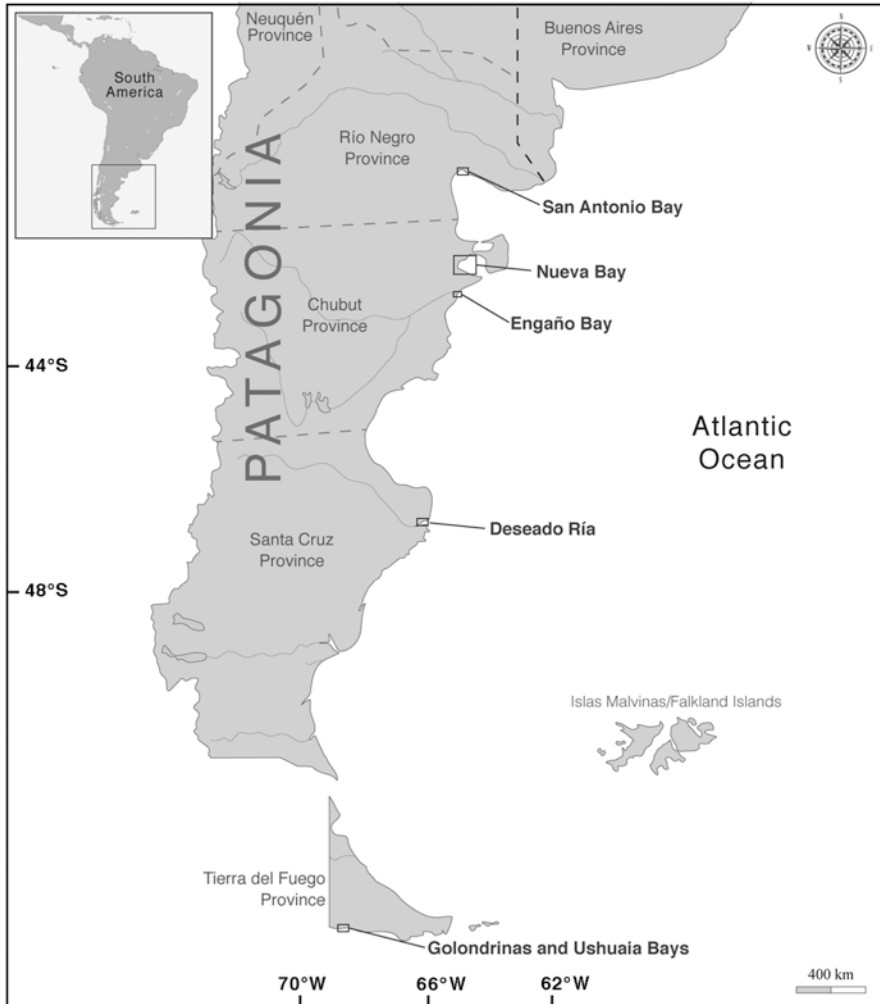 Neuquén
Province
Buenos Aires
Province
South
America
Río Negro
Province
San Antonio Bay
PATAGONIA
Nueva Bay
Chubut
Province
Engaño Bay
44°S
Atlantic
Ocean
Deseado Ría
Santa Cruz
Province
48°S
Islas Malvinas/Falkland Islands
Tierra del Fuego
Province
Golondrinas and Ushuaia Bays
70°W
66°W
62°W
400 km